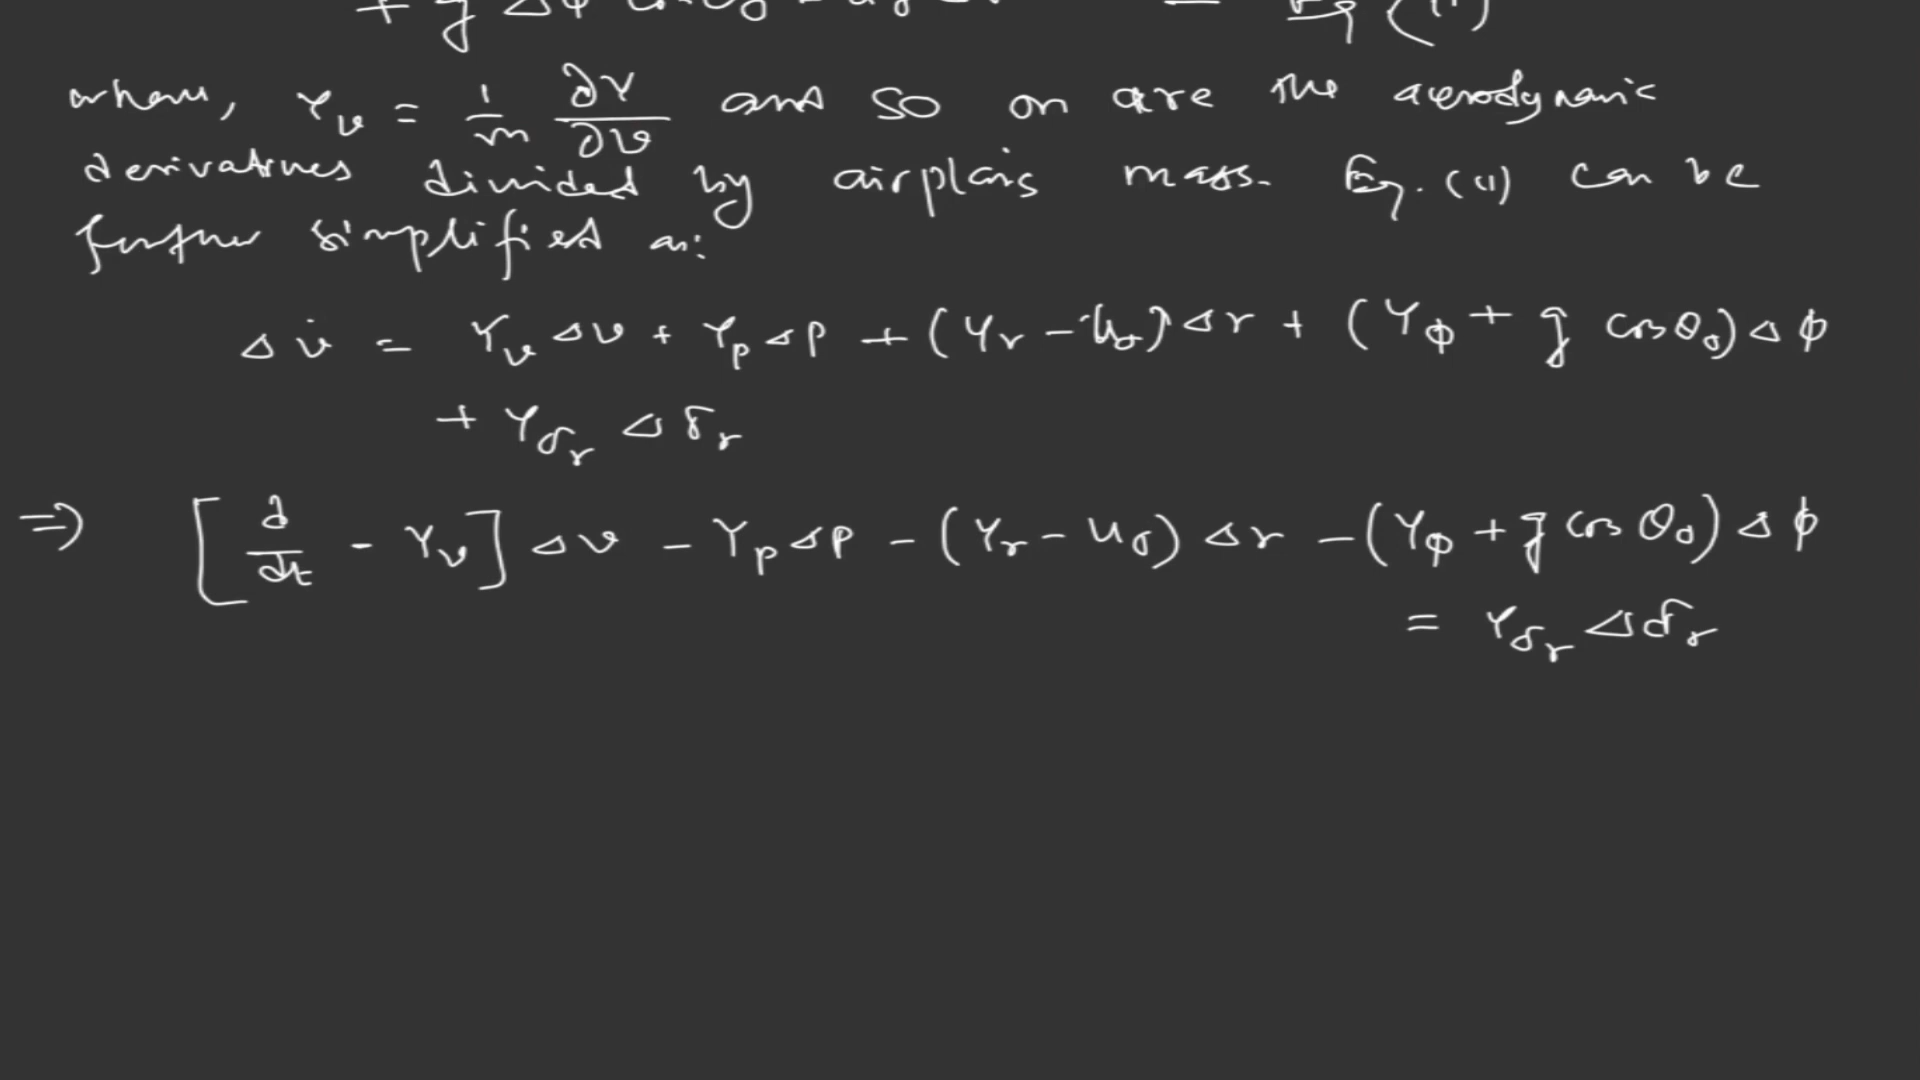 where, Y_v = 1/m ∂Y/∂v and so on are the aerodynamic
derivatives divided by airplane's mass. Eq. (11) can be
further simplified as:
Δv̇ = Y_v Δv + Y_p Δp + (Y_r - u_0) Δr + (Y_ϕ + g cos θ_0) Δϕ
+ Y_δr Δδ_r
⇒ [d/dt - Y_v] Δv - Y_p Δp - (Y_r - u_0) Δr - (Y_ϕ + g cos θ_0) Δϕ
= Y_δr Δδ_r